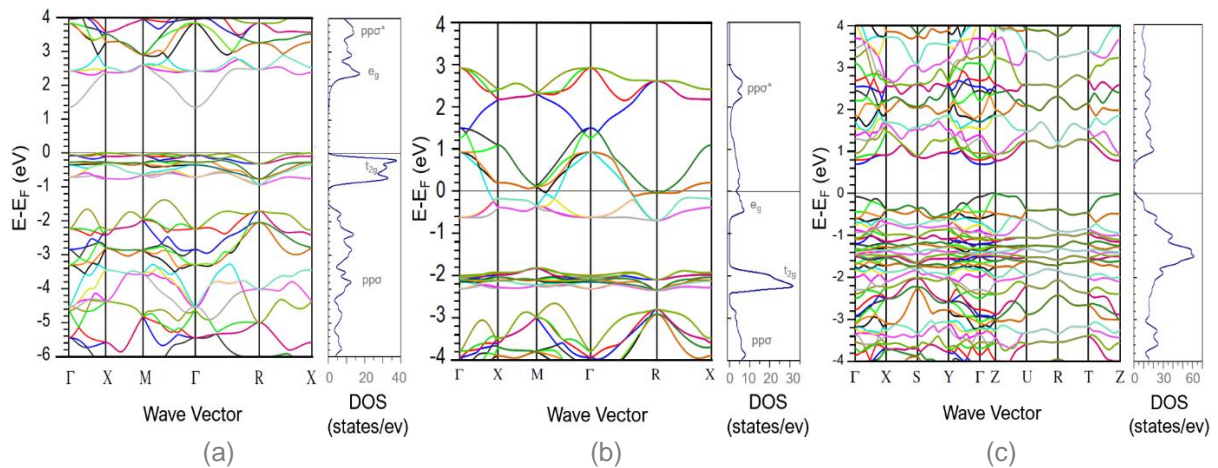 4
3
2
1
0
-1
-2
-3
-4
-5
-6
E-E_F (eV)
Γ X M Γ R X
Wave Vector
ppσ*
e_g
t_2g
ppσ
0 20 40
DOS
(states/ev)
(a)
4
3
2
1
0
-1
-2
-3
-4
E-E_F (eV)
Γ X M Γ R X
Wave Vector
ppσ*
e_g
t_2g
ppσ
0 10 20 30
DOS
(states/ev)
(b)
4
3
2
1
0
-1
-2
-3
-4
E-E_F (eV)
Γ X S Y Γ Z U R T Z
Wave Vector
0 30 60
DOS
(states/ev)
(c)